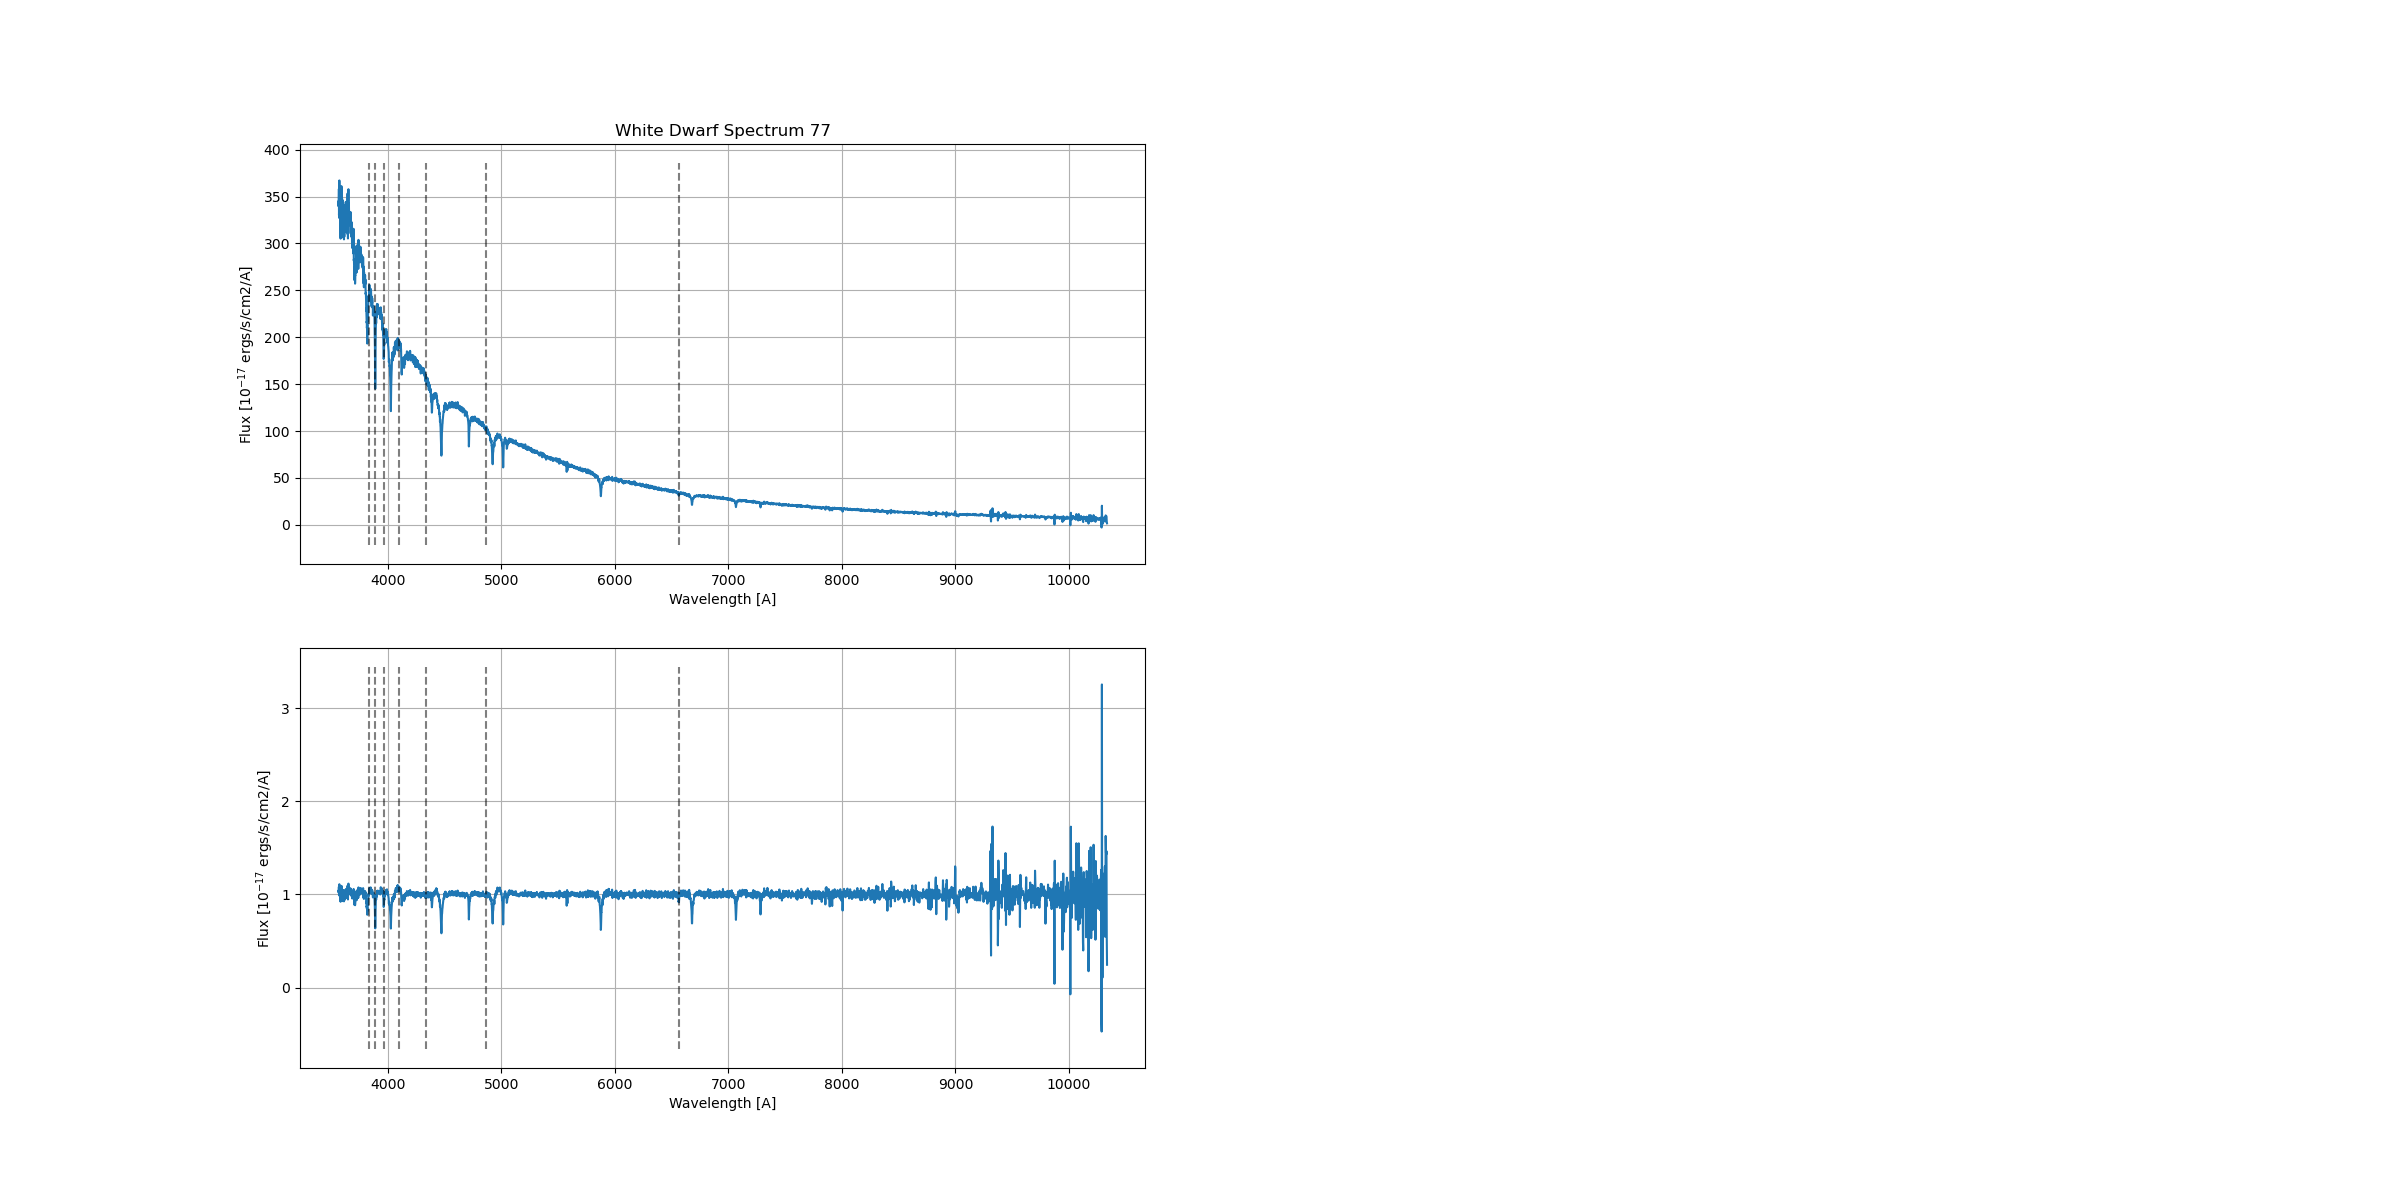 White Dwarf Spectrum 77
400
350
300
250
200
150
100
50
0
Flux [10⁻¹⁷ ergs/s/cm2/A]
4000 5000 6000 7000 8000 9000 10000
Wavelength [A]
3
2
1
0
Flux [10⁻¹⁷ ergs/s/cm2/A]
4000 5000 6000 7000 8000 9000 10000
Wavelength [A]